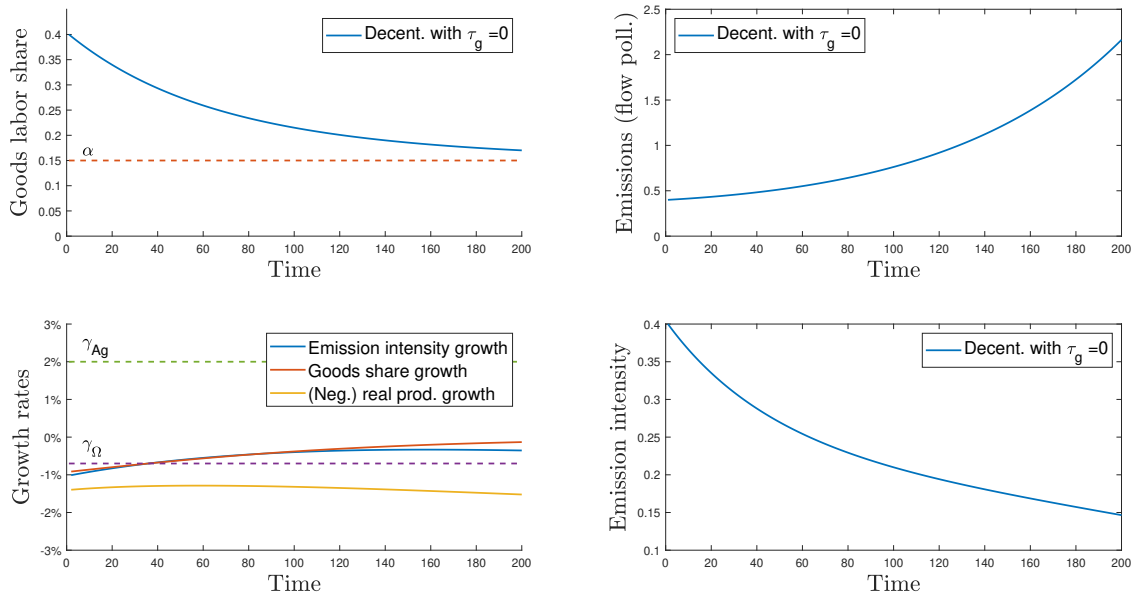 Goods labor share
0.4
0.35
0.3
0.25
0.2
0.15
0.1
0.05
0
α
Decent. with τg =0
0 20 40 60 80 100 120 140 160 180 200
Time
Emissions (flow poll.)
2.5
2
1.5
1
0.5
0
Decent. with τg =0
0 20 40 60 80 100 120 140 160 180 200
Time
Growth rates
3%
2%
1%
0%
-1%
-2%
-3%
γAg
γΩ
Emission intensity growth
Goods share growth
(Neg.) real prod. growth
0 20 40 60 80 100 120 140 160 180 200
Time
Emission intensity
0.4
0.35
0.3
0.25
0.2
0.15
0.1
Decent. with τg =0
0 20 40 60 80 100 120 140 160 180 200
Time